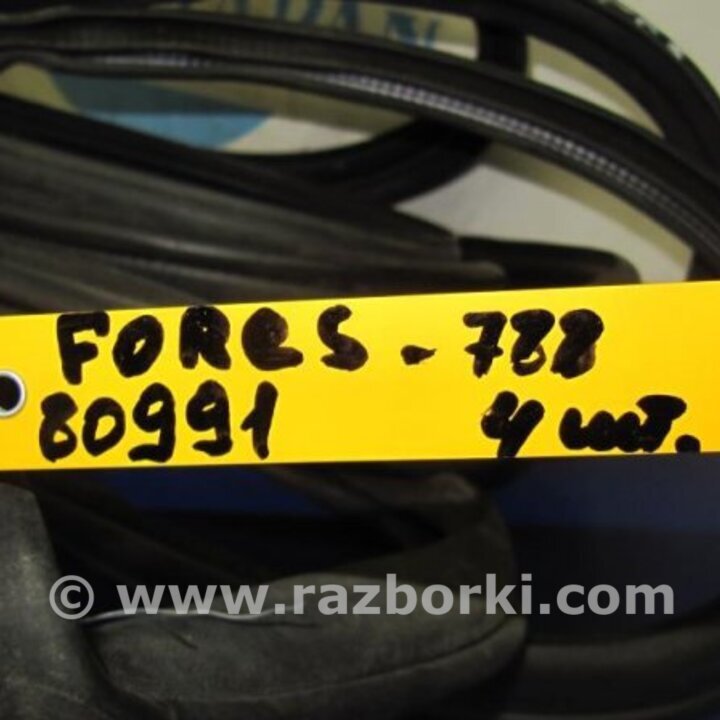 FORES - 788
80991 4 шт.
© www.razborki.com